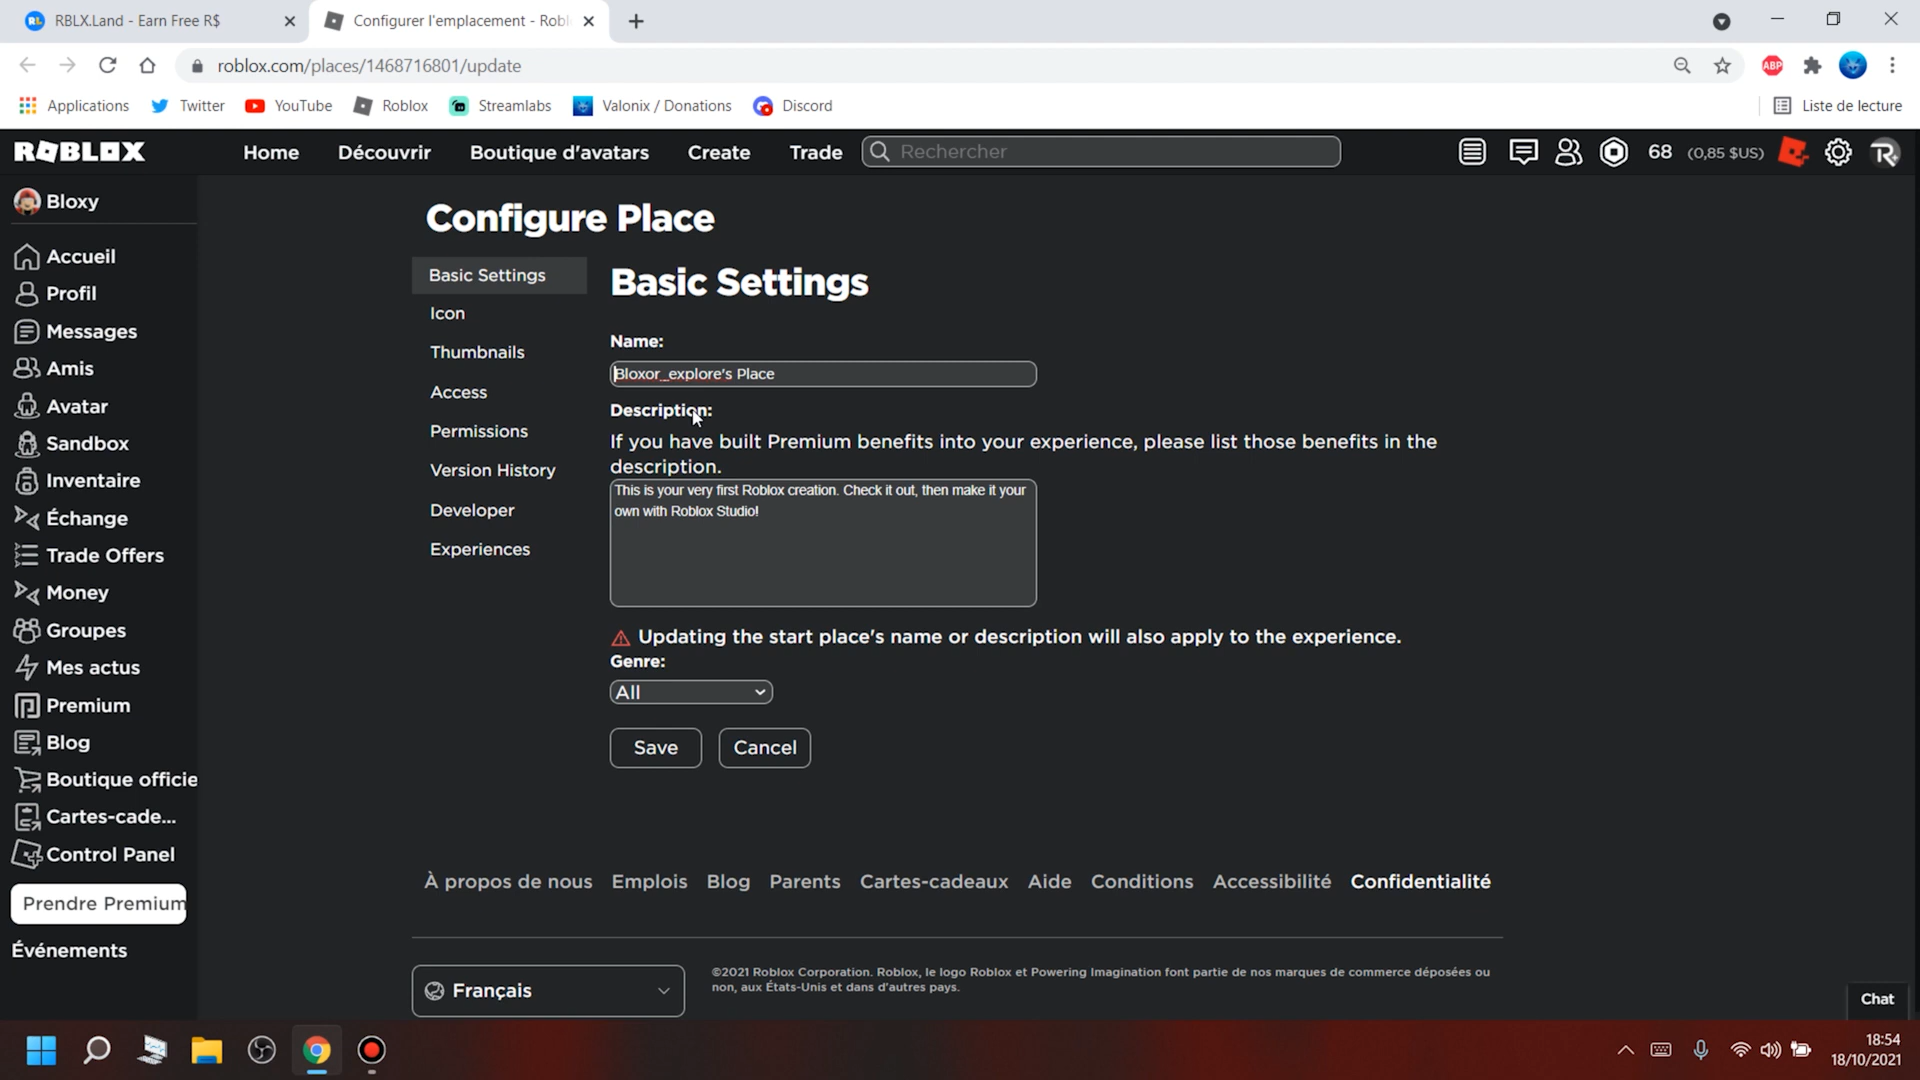 RBLX.Land - Earn Free R$
Configurer l'emplacement - Robl
roblox.com/places/1468716801/update
ABP
Applications
Twitter
YouTube
Roblox
Streamlabs
Valonix / Donations
Discord
Liste de lecture
ROBLOX
Home
Découvrir
Boutique d'avatars
Create
Trade
Rechercher
68
(0,85 $US)
Bloxy
Accueil
Profil
Messages
Amis
Avatar
Sandbox
Inventaire
Échange
Trade Offers
Money
Groupes
Mes actus
Premium
Blog
Boutique officie
Cartes-cade...
Control Panel
Prendre Premium
Événements
Configure Place
Basic Settings
Icon
Thumbnails
Access
Permissions
Version History
Developer
Experiences
Basic Settings
Name:
Bloxor_explore's Place
Description:
If you have built Premium benefits into your experience, please list those benefits in the
description.
This is your very first Roblox creation. Check it out, then make it your
own with Roblox Studio!
Updating the start place's name or description will also apply to the experience.
Genre:
All
Save
Cancel
À propos de nous
Emplois
Blog
Parents
Cartes-cadeaux
Aide
Conditions
Accessibilité
Confidentialité
Français
©2021 Roblox Corporation. Roblox, le logo Roblox et Powering Imagination font partie de nos marques de commerce déposées ou
non, aux États-Unis et dans d'autres pays.
Chat
18:54
18/10/2021